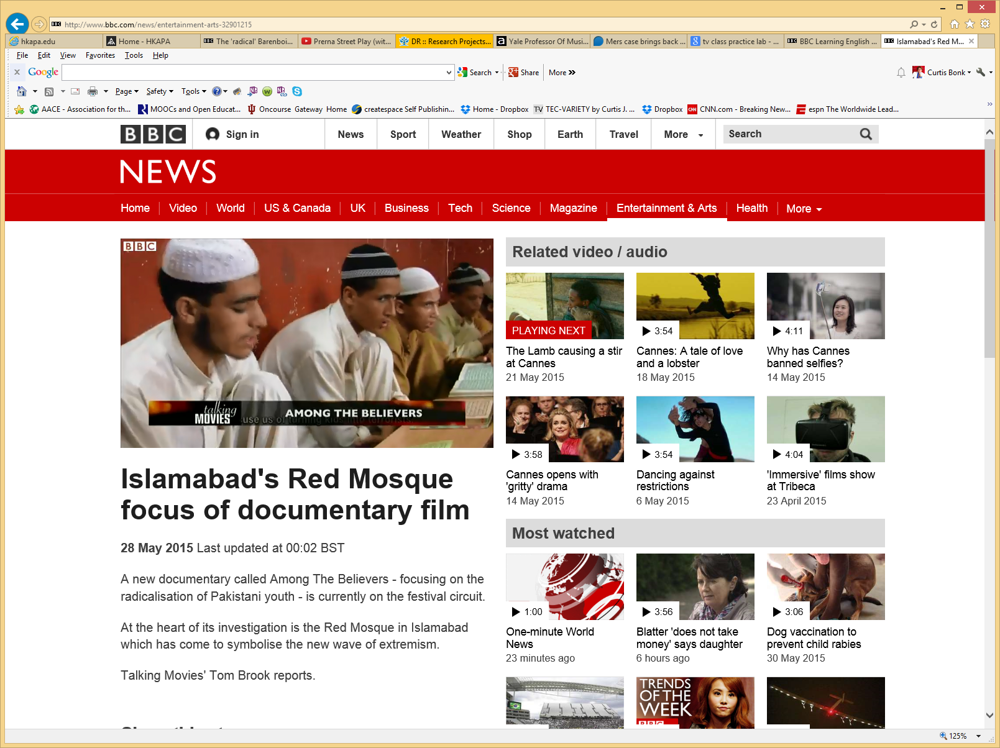 http://www.bbc.com/news/entertainment-arts-32901215
hkapa.edu
Home - HKAPA
The 'radical' Barenboi...
Prerna Street Play (wit...
DR :: Research Projects...
Yale Professor Of Musi...
Mers case brings back ...
tv class practice lab - ...
BBC Learning English ...
Islamabad's Red M...
File Edit View Favorites Tools Help
x Google Search Share More »
Curtis Bonk
Page Safety Tools
AACE - Association for th...
MOOCs and Open Educat...
Oncourse Gateway Home
createspace Self Publishin...
Home - Dropbox
TEC-VARIETY by Curtis J. ...
Dropbox
CNN.com - Breaking New...
espn The Worldwide Lead...
BBC Sign in News Sport Weather Shop Earth Travel More Search
NEWS
Home Video World US & Canada UK Business Tech Science Magazine Entertainment & Arts Health More
BBC
talking
MOVIES
AMONG THE BELIEVERS
use us of turning kids into terrorists
Islamabad's Red Mosque
focus of documentary film
28 May 2015 Last updated at 00:02 BST
A new documentary called Among The Believers - focusing on the
radicalisation of Pakistani youth - is currently on the festival circuit.
At the heart of its investigation is the Red Mosque in Islamabad
which has come to symbolise the new wave of extremism.
Talking Movies' Tom Brook reports.
Related video / audio
PLAYING NEXT
The Lamb causing a stir
at Cannes
21 May 2015
3:54
Cannes: A tale of love
and a lobster
18 May 2015
4:11
Why has Cannes
banned selfies?
14 May 2015
3:58
Cannes opens with
'gritty' drama
14 May 2015
3:54
Dancing against
restrictions
6 May 2015
4:04
'Immersive' films show
at Tribeca
23 April 2015
Most watched
1:00
One-minute World
News
23 minutes ago
3:56
Blatter 'does not take
money' says daughter
6 hours ago
3:06
Dog vaccination to
prevent child rabies
30 May 2015
TRENDS
OF THE
WEEK
BBC
125%